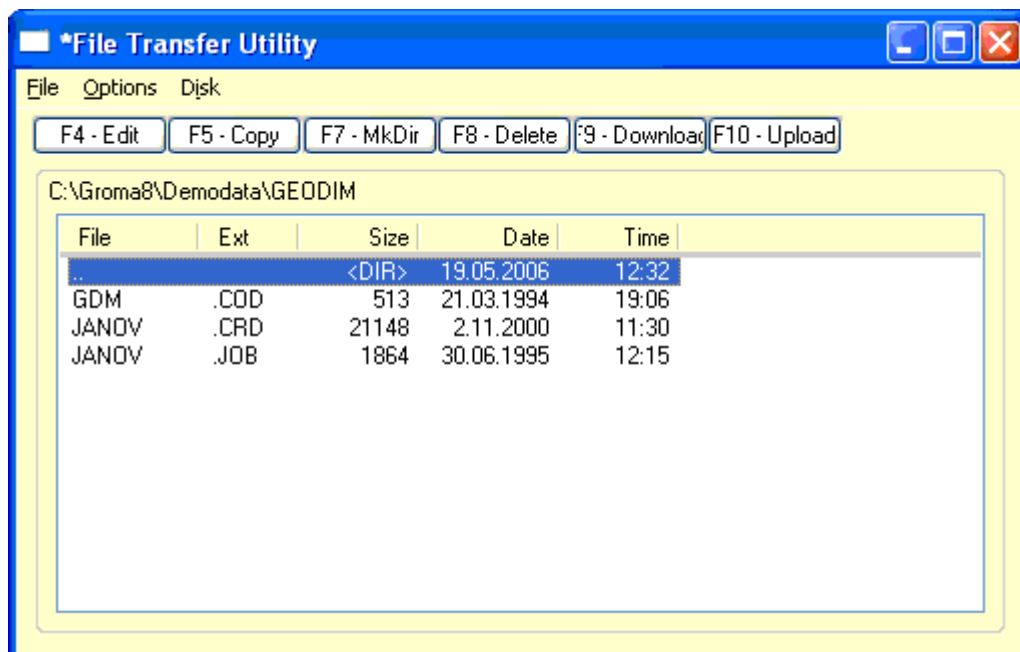 *File Transfer Utility
File Options Disk
F4 - Edit F5 - Copy F7 - MkDir F8 - Delete F9 - Download F10 - Upload
C:\Groma8\Demodata\GEODIM
File Ext Size Date Time
.. <DIR> 19.05.2006 12:32
GDM .COD 513 21.03.1994 19:06
JANOV .CRD 21148 2.11.2000 11:30
JANOV .JOB 1864 30.06.1995 12:15